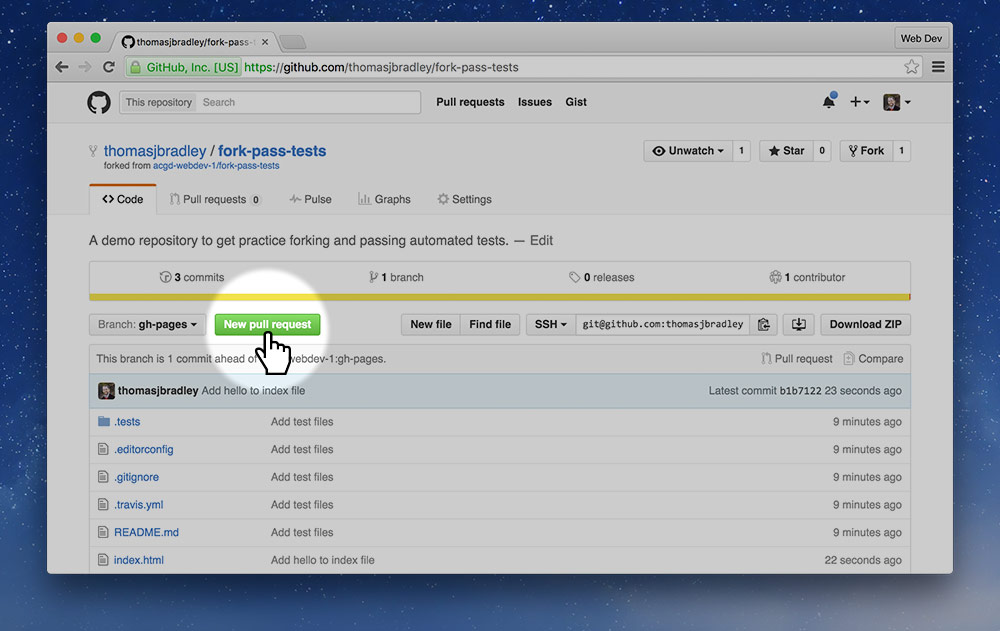 thomasjbradley/fork-pass-
Web Dev
GitHub, Inc. [US] https://github.com/thomasjbradley/fork-pass-tests
This repository Search Pull requests Issues Gist
thomasjbradley / fork-pass-tests Unwatch 1 Star 0 Fork 1
forked from acgd-webdev-1/fork-pass-tests
Code Pull requests 0 Pulse Graphs Settings
A demo repository to get practice forking and passing automated tests. — Edit
3 commits 1 branch 0 releases 1 contributor
Branch: gh-pages New pull request New file Find file SSH git@github.com:thomasjbradley Download ZIP
This branch is 1 commit ahead of webdev-1:gh-pages. Pull request Compare
thomasjbradley Add hello to index file Latest commit b1b7122 23 seconds ago
.tests Add test files 9 minutes ago
.editorconfig Add test files 9 minutes ago
.gitignore Add test files 9 minutes ago
.travis.yml Add test files 9 minutes ago
README.md Add test files 9 minutes ago
index.html Add hello to index file 22 seconds ago